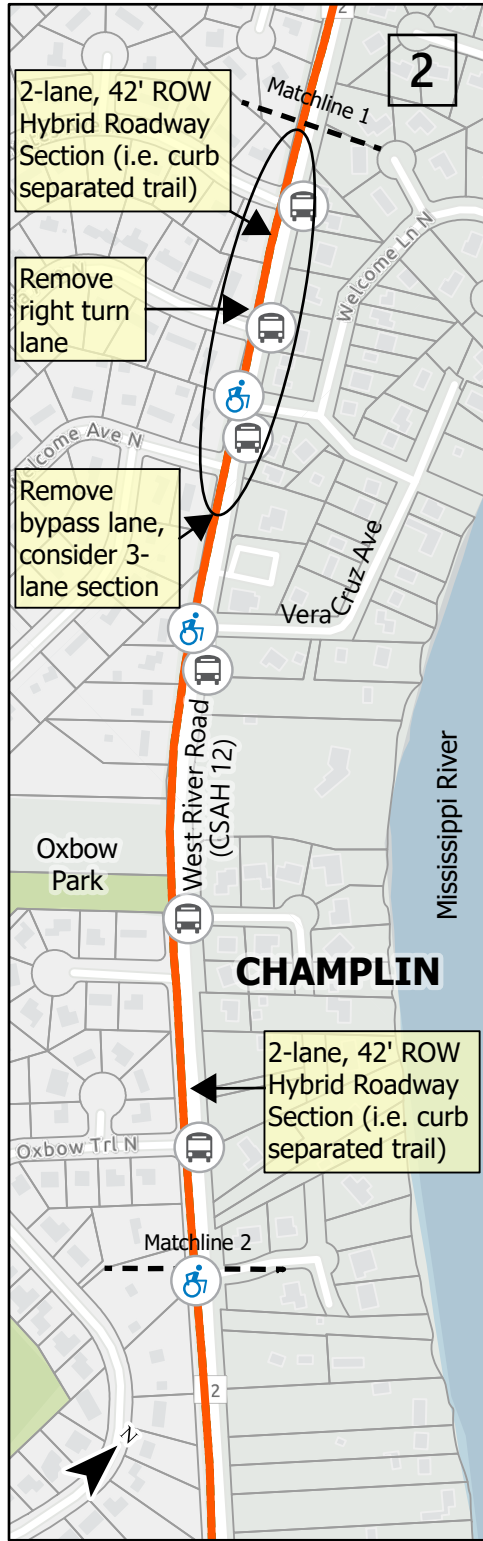 2
2
Matchline 1
2-lane, 42' ROW
Hybrid Roadway
Section (i.e. curb
separated trail)
Welcome Ln N
Remove
right turn
lane
Welcome Ave N
Remove
bypass lane,
consider 3-
lane section
Vera Cruz Ave
West River Road
(CSAH 12)
Mississippi River
Oxbow
Park
CHAMPLIN
2-lane, 42' ROW
Hybrid Roadway
Section (i.e. curb
separated trail)
Oxbow Trl N
Matchline 2
2
N